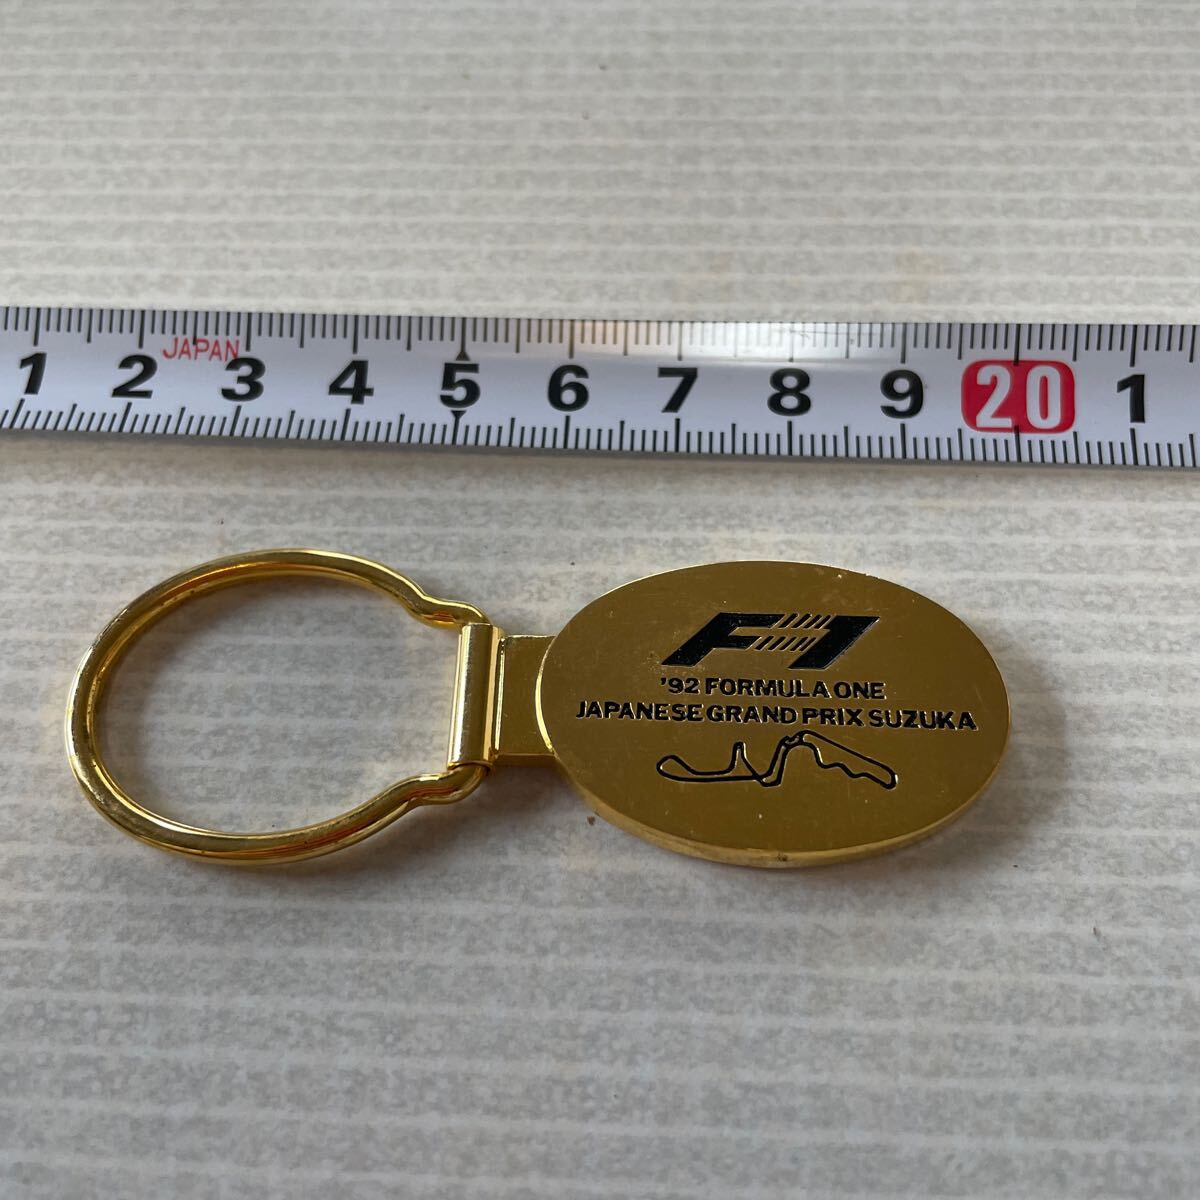 1 2 JAPAN 3 4 5 6 7 8 9 20 1
F1
'92 FORMULA ONE
JAPANESE GRAND PRIX SUZUKA